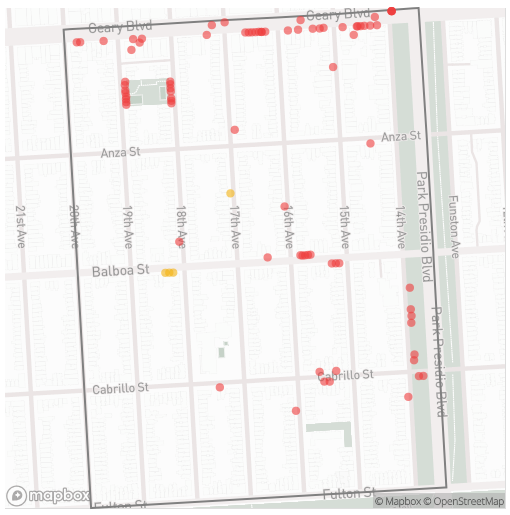 Geary Blvd
Geary Blvd
Anza St
Anza St
21st Ave
20th Ave
19th Ave
18th Ave
17th Ave
16th Ave
15th Ave
14th Ave
Park Presidio Blvd
Funston Ave
Balboa St
Park Presidio Blvd
Cabrillo St
Cabrillo St
Fulton St
Fulton St
mapbox
© Mapbox © OpenStreetMap